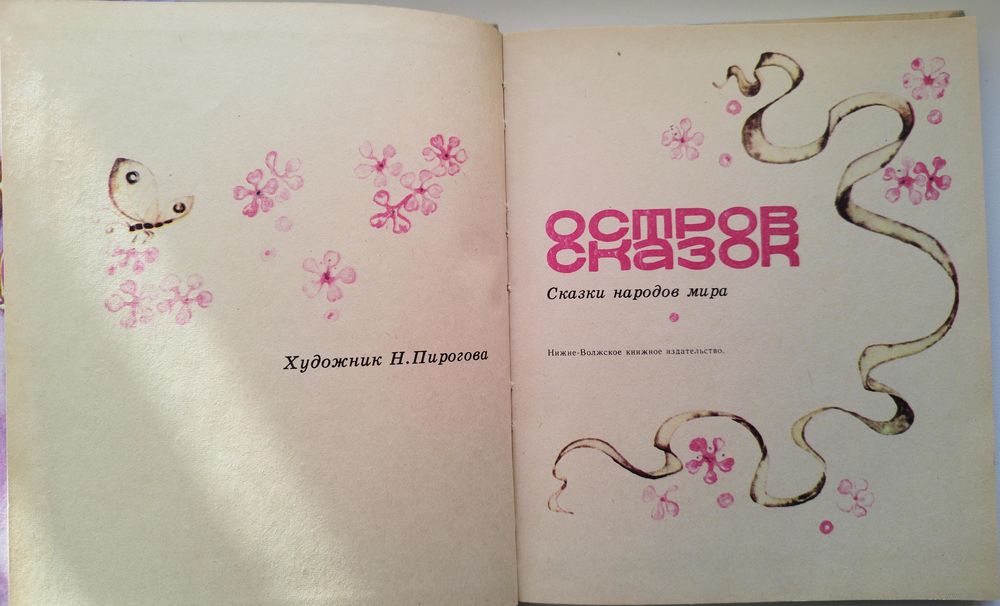 Художник Н. Пирогова
ОСТРОВ
СКАЗОК
Сказки народов мира
Нижне-Волжское книжное издательство.